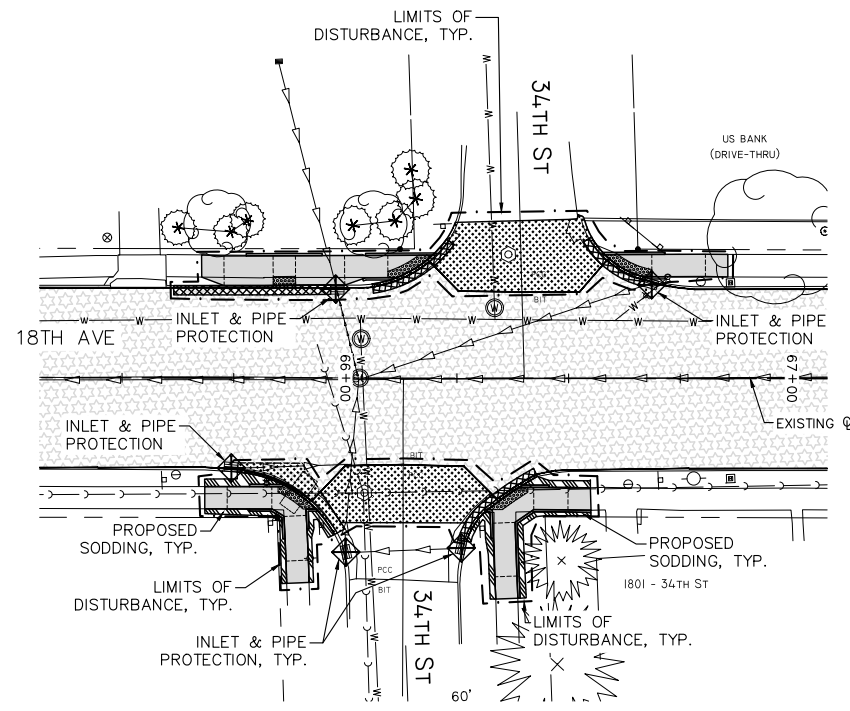 LIMITS OF
DISTURBANCE, TYP.
34TH ST
US BANK
(DRIVE-THRU)
W
W
W
BIT
INLET & PIPE
PROTECTION
INLET & PIPE
PROTECTION
W
W
W
W
W
W
W
W
W
W
18TH AVE
66+00
67+00
EXISTING
INLET & PIPE
PROTECTION
BIT
PROPOSED
SODDING, TYP.
PROPOSED
SODDING, TYP.
PCC
BIT
LIMITS OF
DISTURBANCE, TYP.
1801 - 34TH ST
34TH ST
LIMITS OF
DISTURBANCE, TYP.
INLET & PIPE
PROTECTION, TYP.
60'